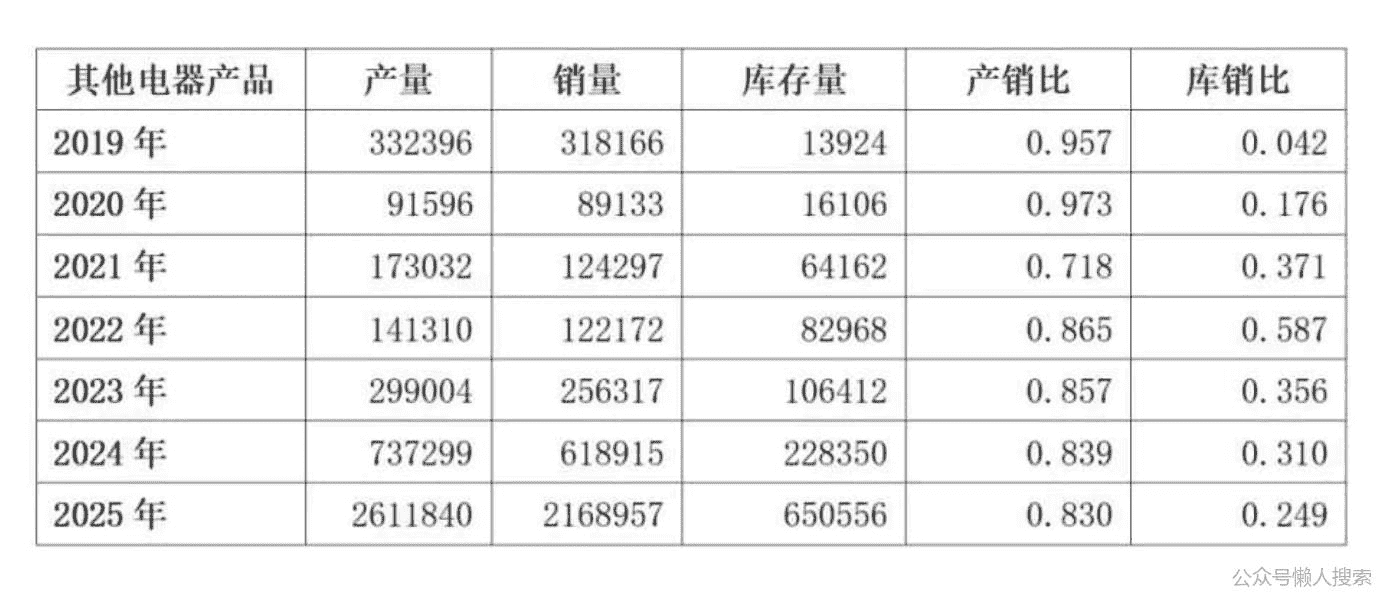 其他电器产品 产量 销量 库存量 产销比 库销比
2019 年 332396 318166 13924 0.957 0.042
2020 年 91596 89133 16106 0.973 0.176
2021 年 173032 124297 64162 0.718 0.371
2022 年 141310 122172 82968 0.865 0.587
2023 年 299004 256317 106412 0.857 0.356
2024 年 737299 618915 228350 0.839 0.310
2025 年 2611840 2168957 650556 0.830 0.249
公众号懒人搜索